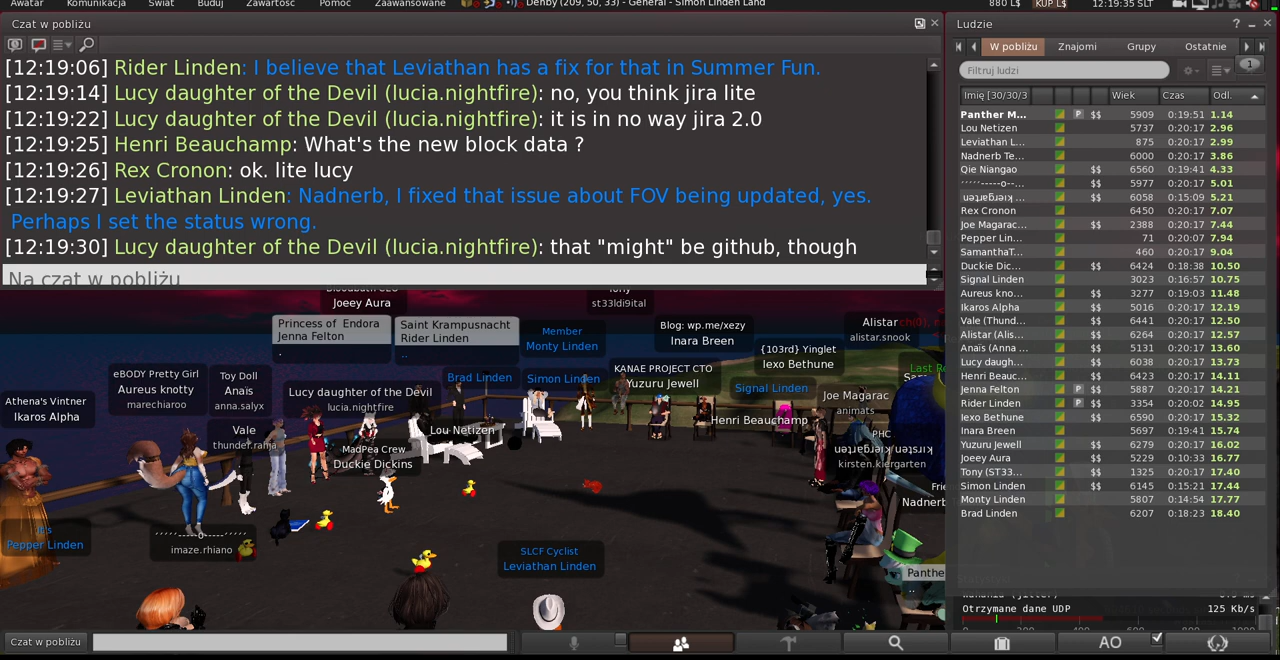 Awatar Komunikacja Świat Buduj Zawartość Pomoc Zaawansowane Denby (209, 50, 33) - General - Simon Linden Land 880 L$ KUP L$ 12:19:35 SLT
Czat w pobliżu
[12:19:06] Rider Linden: I believe that Leviathan has a fix for that in Summer Fun.
[12:19:14] Lucy daughter of the Devil (lucia.nightfire): no, you think jira lite
[12:19:22] Lucy daughter of the Devil (lucia.nightfire): it is in no way jira 2.0
[12:19:25] Henri Beauchamp: What's the new block data ?
[12:19:26] Rex Cronon: ok. lite lucy
[12:19:27] Leviathan Linden: Nadnerb, I fixed that issue about FOV being updated, yes.
Perhaps I set the status wrong.
[12:19:30] Lucy daughter of the Devil (lucia.nightfire): that "might" be github, though
Na czat w pobliżu
Joeey Aura
Tony
st33ldi9ital
Princess of Endora
Jenna Felton
.
Saint Krampusnacht
Rider Linden
..
Member
Monty Linden
Blog: wp.me/xezy
Inara Breen
Alistar
alistar.snook
{103rd} Yinglet
Iexo Bethune
KANAE PROJECT CTO
Yuzuru Jewell
Brad Linden
Simon Linden
Signal Linden
eBODY Pretty Girl
Aureus knotty
marechiaroo
Toy Doll
Anaïs
anna.salyx
Lucy daughter of the Devil
lucia.nightfire
Joe Magarac
animats
Athena's Vintner
Ikaros Alpha
Vale
thunder.rahja
Lou Netizen
Henri Beauchamp
MadPea Crew
Duckie Dickins
PHC
kirsten.kiergarten
Nadnerb
Pepper Linden
imaze.rhiano
SLCF Cyclist
Leviathan Linden
Panthe
..
Czat w pobliżu
Ludzie
W pobliżu Znajomi Grupy Ostatnie
Filtruj ludzi
1
Imię [30/30/3 Wiek Czas Odl.
Panther M... P $$ 5909 0:19:51 1.14
Lou Netizen 5737 0:20:17 2.96
Leviathan L... 875 0:20:17 2.99
Nadnerb Te... 6000 0:20:17 3.86
Qie Niangao $$ 6560 0:19:41 4.33
´´´´´-----o--... $$ 5977 0:20:17 5.01
$$ 6058 0:15:09 5.21
Rex Cronon 6450 0:20:17 7.07
Joe Magarac... $$ 2388 0:20:17 7.44
Pepper Lin... 71 0:20:07 7.94
SamanthaT... 460 0:20:17 9.04
Duckie Dic... $$ 6424 0:18:38 10.50
Signal Linden 3023 0:16:57 10.75
Aureus kno... $$ 3277 0:19:03 11.48
Ikaros Alpha $$ 5016 0:20:17 12.19
Vale (Thund... $$ 6441 0:20:17 12.50
Alistar (Alis... $$ 6264 0:20:17 12.57
Anaïs (Anna ... $$ 5131 0:20:17 13.60
Lucy daugh... $$ 6038 0:20:17 13.73
Henri Beauc... $$ 6423 0:20:17 14.11
Jenna Felton P $$ 5887 0:20:17 14.21
Rider Linden P $$ 3354 0:20:02 14.95
Iexo Bethune $$ 6590 0:20:17 15.32
Inara Breen 5697 0:19:41 15.74
Yuzuru Jewell $$ 6279 0:20:17 16.02
Joeey Aura $$ 5229 0:10:33 16.77
Tony (ST33... $$ 1325 0:20:17 17.40
Simon Linden $$ 6145 0:15:21 17.44
Monty Linden 5807 0:14:54 17.77
Brad Linden 6207 0:18:23 18.40
Otrzymane dane UDP 125 Kb/s
AO